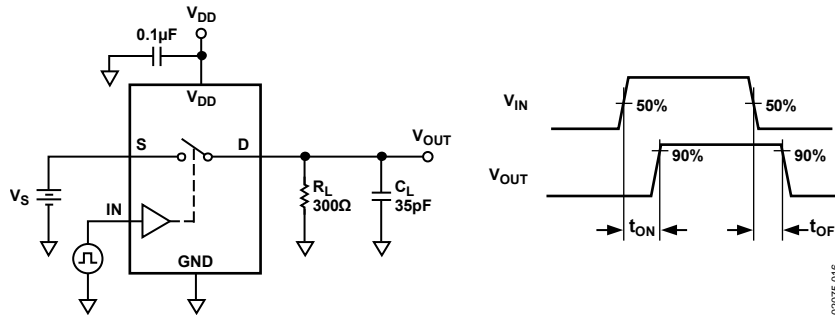 V_DD
0.1µF
V_DD
S
D
V_OUT
V_S
IN
R_L
300Ω
C_L
35pF
GND
V_IN
50%
50%
V_OUT
90%
90%
t_ON
t_OF